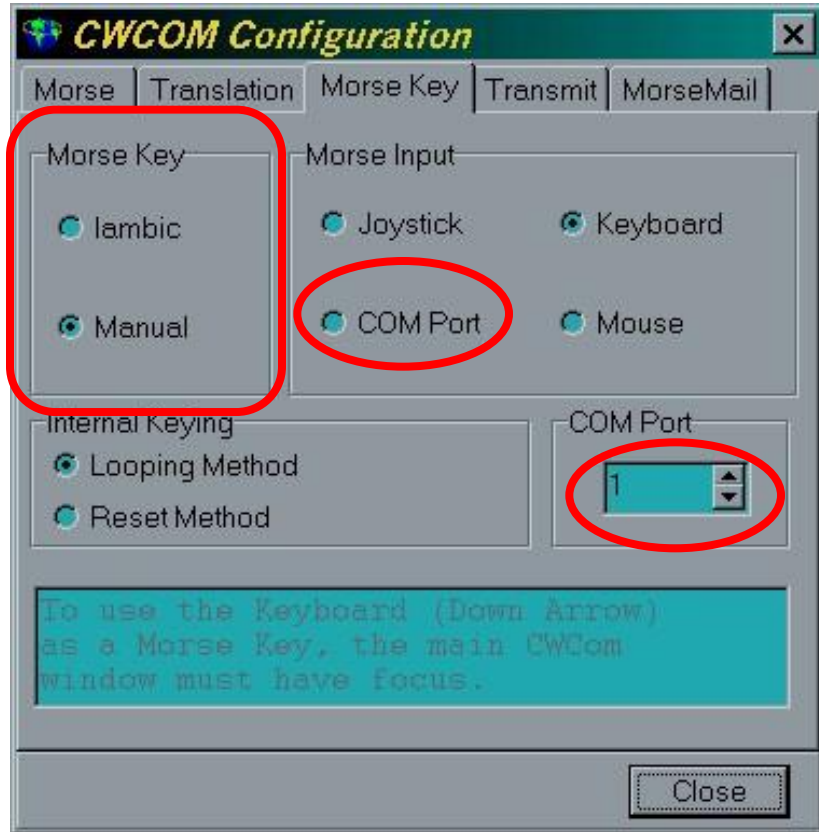 CWCOM Configuration
Morse Translation Morse Key Transmit MorseMail
Morse Key
Iambic
Manual
Morse Input
Joystick Keyboard
COM Port Mouse
Internal Keying
Looping Method
Reset Method
COM Port
1
To use the Keyboard (Down Arrow)
as a Morse Key, the main CWCom
window must have focus.
Close